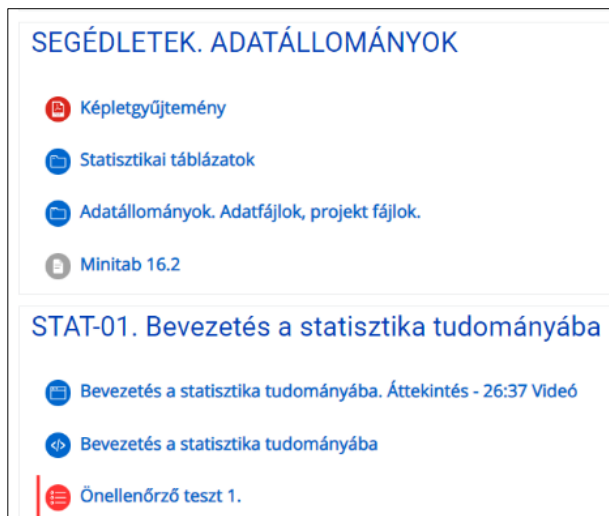 SEGÉDLETEK. ADATÁLLOMÁNYOK
Képletgyűjtemény
Statisztikai táblázatok
Adatállományok. Adatfájlok, projekt fájlok.
Minitab 16.2
STAT-01. Bevezetés a statisztika tudományába
Bevezetés a statisztika tudományába. Áttekintés - 26:37 Videó
Bevezetés a statisztika tudományába
Önellenőrző teszt 1.